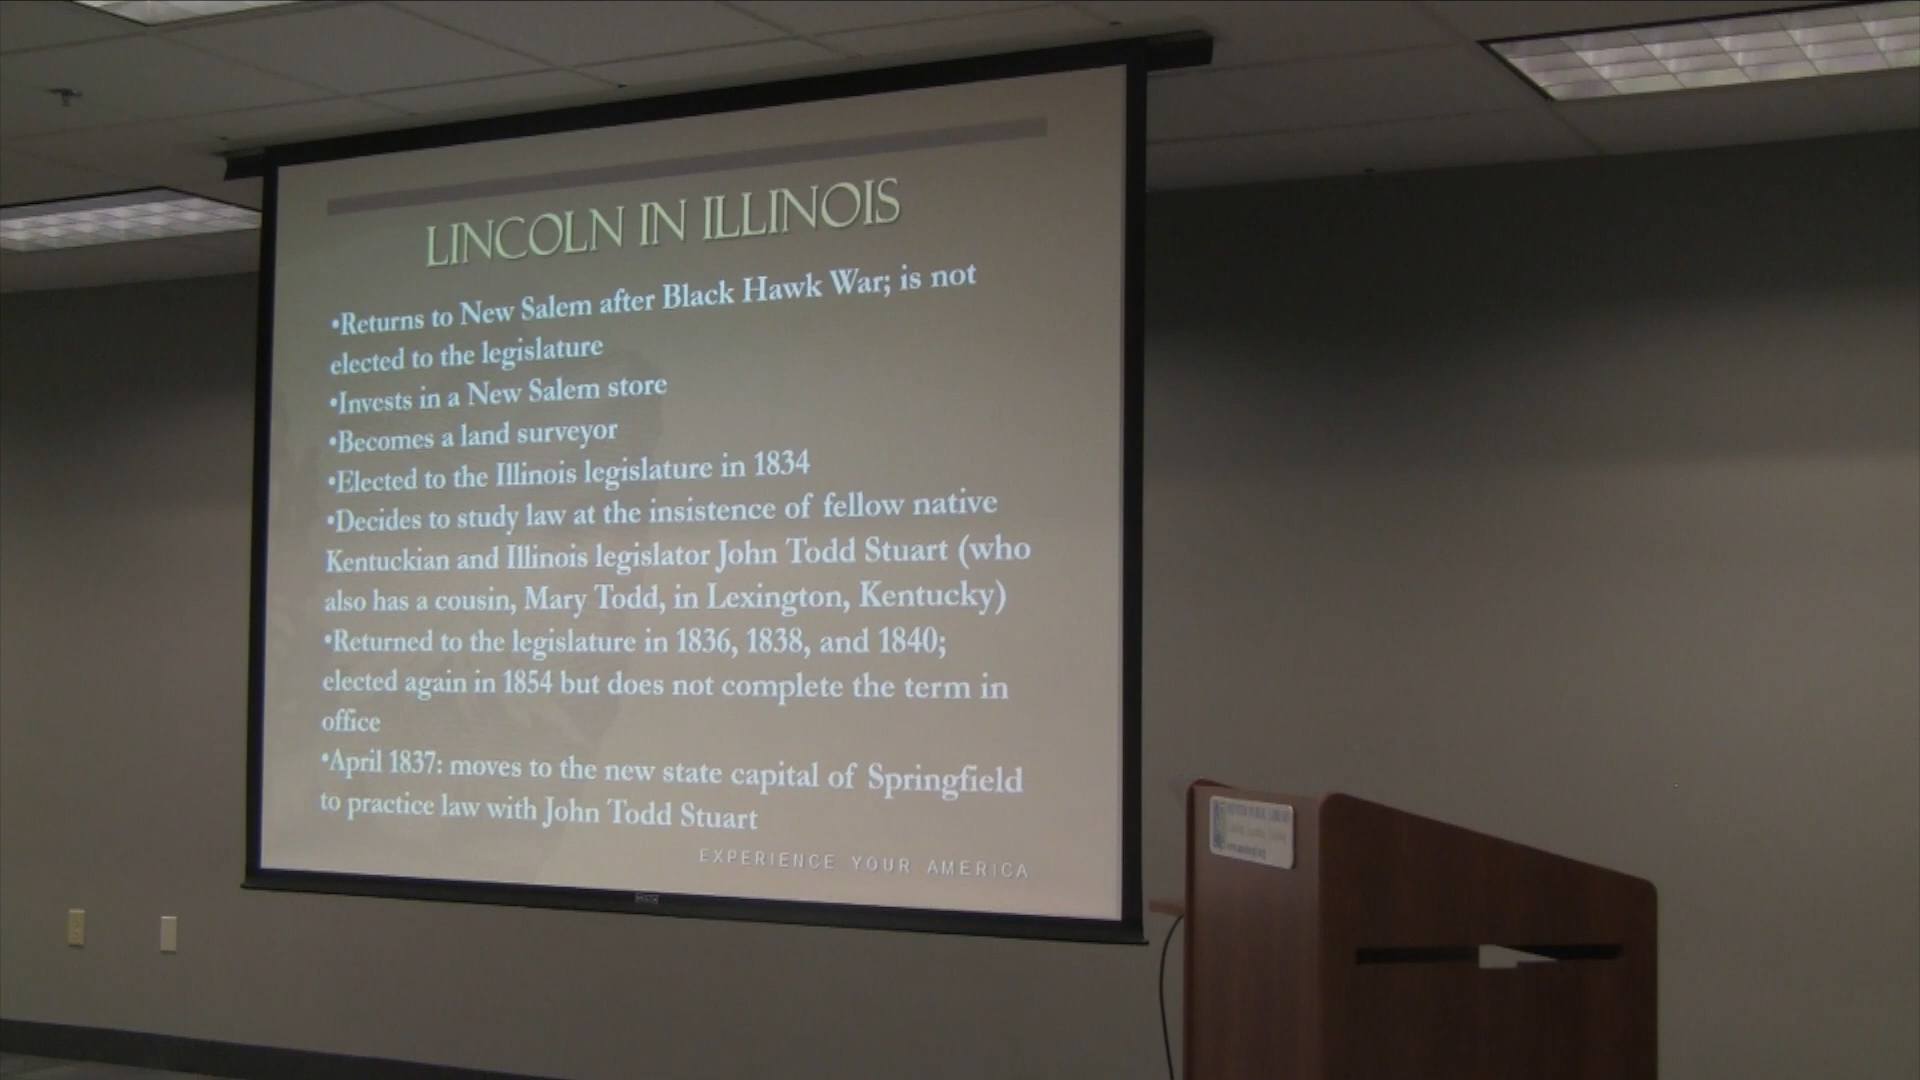 LINCOLN IN ILLINOIS
•Returns to New Salem after Black Hawk War; is not
elected to the legislature
•Invests in a New Salem store
•Becomes a land surveyor
•Elected to the Illinois legislature in 1834
•Decides to study law at the insistence of fellow native
Kentuckian and Illinois legislator John Todd Stuart (who
also has a cousin, Mary Todd, in Lexington, Kentucky)
•Returned to the legislature in 1836, 1838, and 1840;
elected again in 1854 but does not complete the term in
office
•April 1837: moves to the new state capital of Springfield
to practice law with John Todd Stuart
EXPERIENCE YOUR AMERICA
PUBLIC LIBRARY